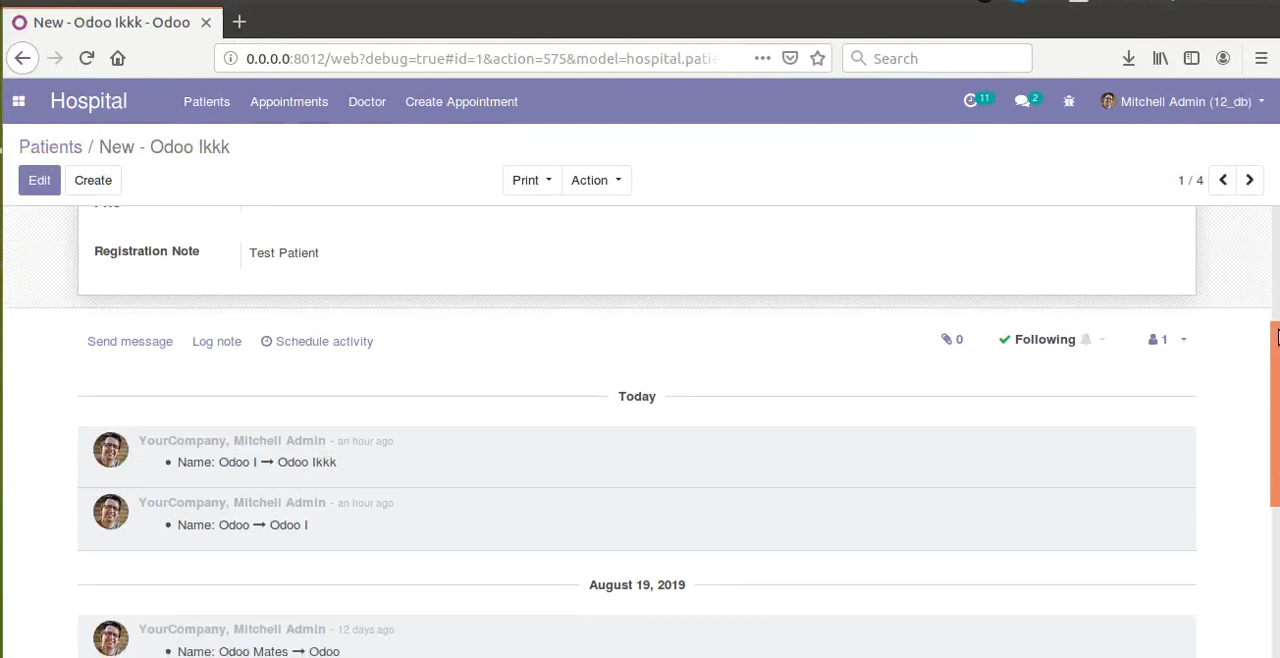 New - Odoo Ikkk - Odoo
0.0.0.0:8012/web?debug=true#id=1&action=575&model=hospital.patie
Search
Hospital Patients Appointments Doctor Create Appointment 11 2 Mitchell Admin (12_db)
Patients / New - Odoo Ikkk
Edit Create Print Action 1 / 4
Registration Note Test Patient
Send message Log note Schedule activity 0 Following 1
Today
YourCompany, Mitchell Admin - an hour ago
• Name: Odoo I → Odoo Ikkk
YourCompany, Mitchell Admin - an hour ago
• Name: Odoo → Odoo I
August 19, 2019
YourCompany, Mitchell Admin - 12 days ago
• Name: Odoo Mates → Odoo